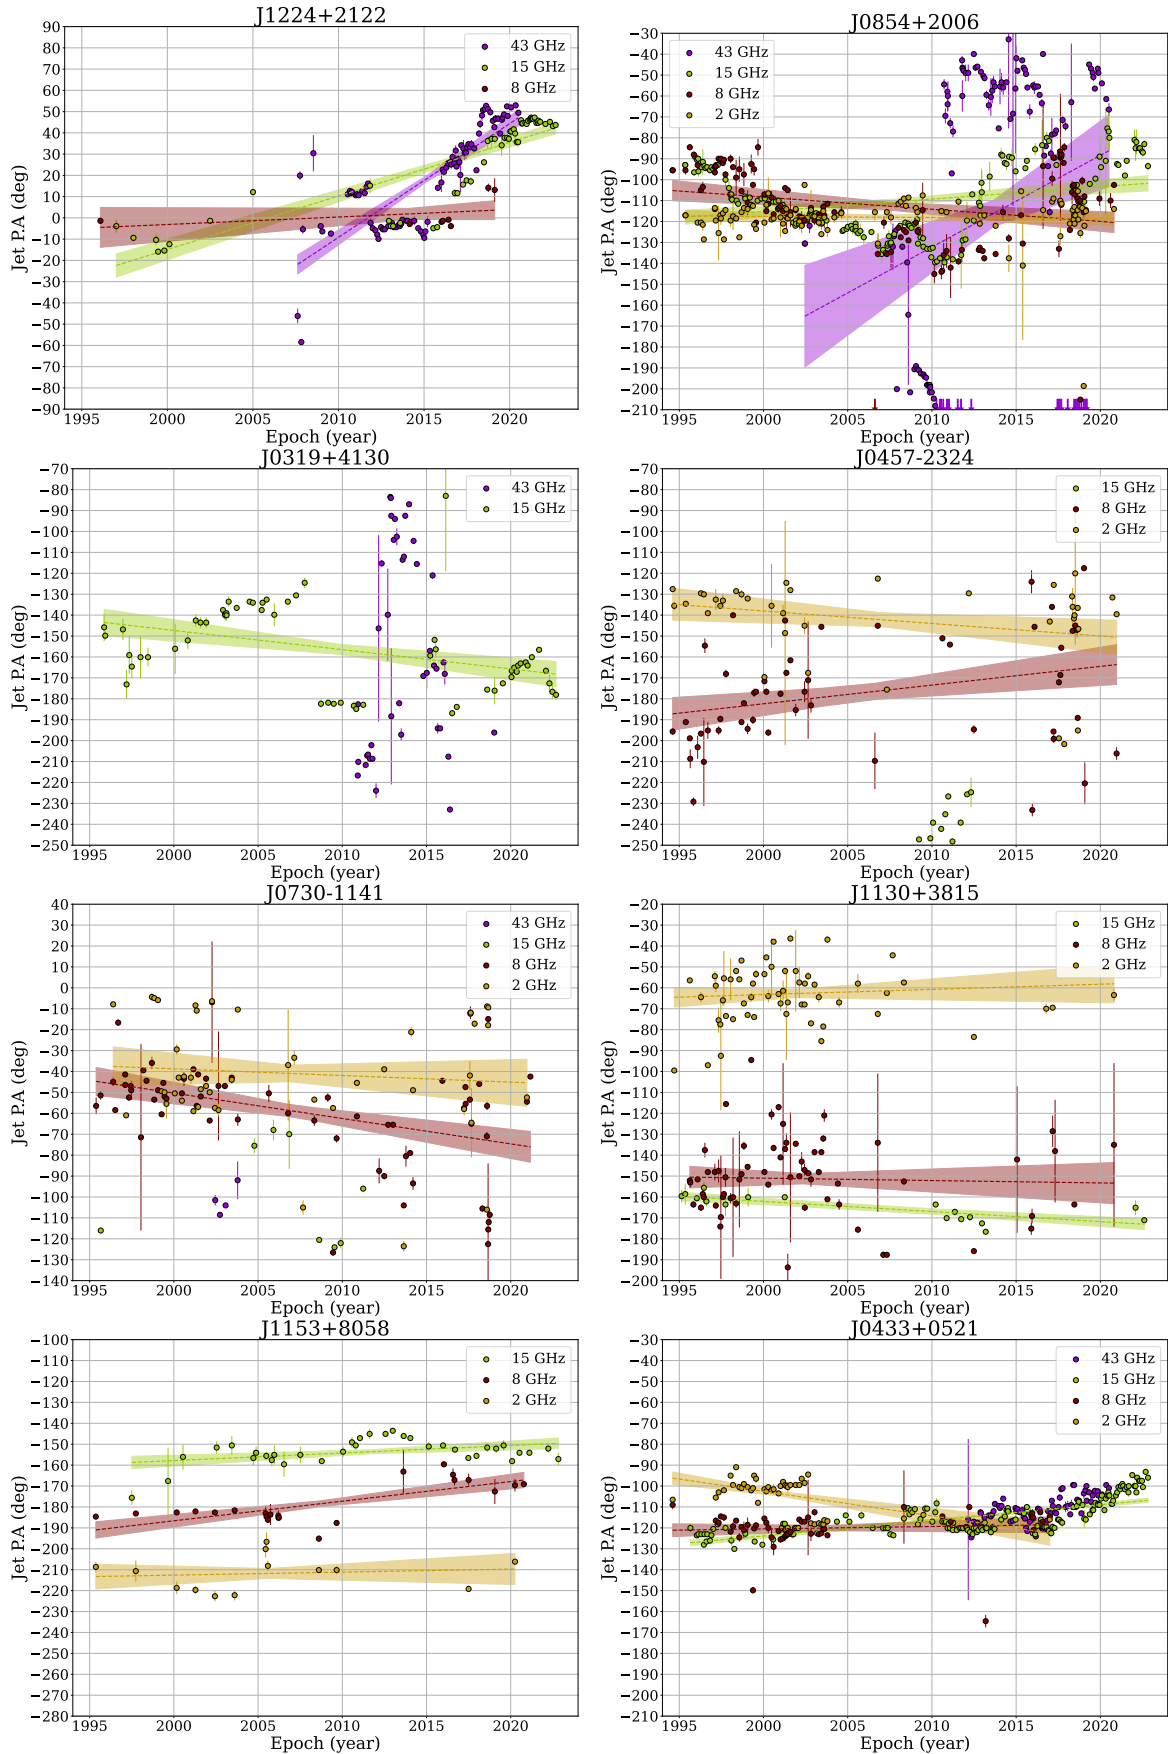 J1224+2122
90
80
70
60
50
40
30
20
10
0
−10
−20
−30
−40
−50
−60
−70
−80
−90
Jet P.A (deg)
43 GHz
15 GHz
8 GHz
1995 2000 2005 2010 2015 2020
Epoch (year)
J0854+2006
−30
−40
−50
−60
−70
−80
−90
−100
−110
−120
−130
−140
−150
−160
−170
−180
−190
−200
−210
Jet P.A (deg)
43 GHz
15 GHz
8 GHz
2 GHz
1995 2000 2005 2010 2015 2020
Epoch (year)
J0319+4130
−70
−80
−90
−100
−110
−120
−130
−140
−150
−160
−170
−180
−190
−200
−210
−220
−230
−240
−250
Jet P.A (deg)
43 GHz
15 GHz
1995 2000 2005 2010 2015 2020
Epoch (year)
J0457-2324
−70
−80
−90
−100
−110
−120
−130
−140
−150
−160
−170
−180
−190
−200
−210
−220
−230
−240
−250
Jet P.A (deg)
15 GHz
8 GHz
2 GHz
1995 2000 2005 2010 2015 2020
Epoch (year)
J0730-1141
40
30
20
10
0
−10
−20
−30
−40
−50
−60
−70
−80
−90
−100
−110
−120
−130
−140
Jet P.A (deg)
43 GHz
15 GHz
8 GHz
2 GHz
1995 2000 2005 2010 2015 2020
Epoch (year)
J1130+3815
−20
−30
−40
−50
−60
−70
−80
−90
−100
−110
−120
−130
−140
−150
−160
−170
−180
−190
−200
Jet P.A (deg)
15 GHz
8 GHz
2 GHz
1995 2000 2005 2010 2015 2020
Epoch (year)
J1153+8058
−100
−110
−120
−130
−140
−150
−160
−170
−180
−190
−200
−210
−220
−230
−240
−250
−260
−270
−280
Jet P.A (deg)
15 GHz
8 GHz
2 GHz
1995 2000 2005 2010 2015 2020
Epoch (year)
J0433+0521
−30
−40
−50
−60
−70
−80
−90
−100
−110
−120
−130
−140
−150
−160
−170
−180
−190
−200
−210
Jet P.A (deg)
43 GHz
15 GHz
8 GHz
2 GHz
1995 2000 2005 2010 2015 2020
Epoch (year)